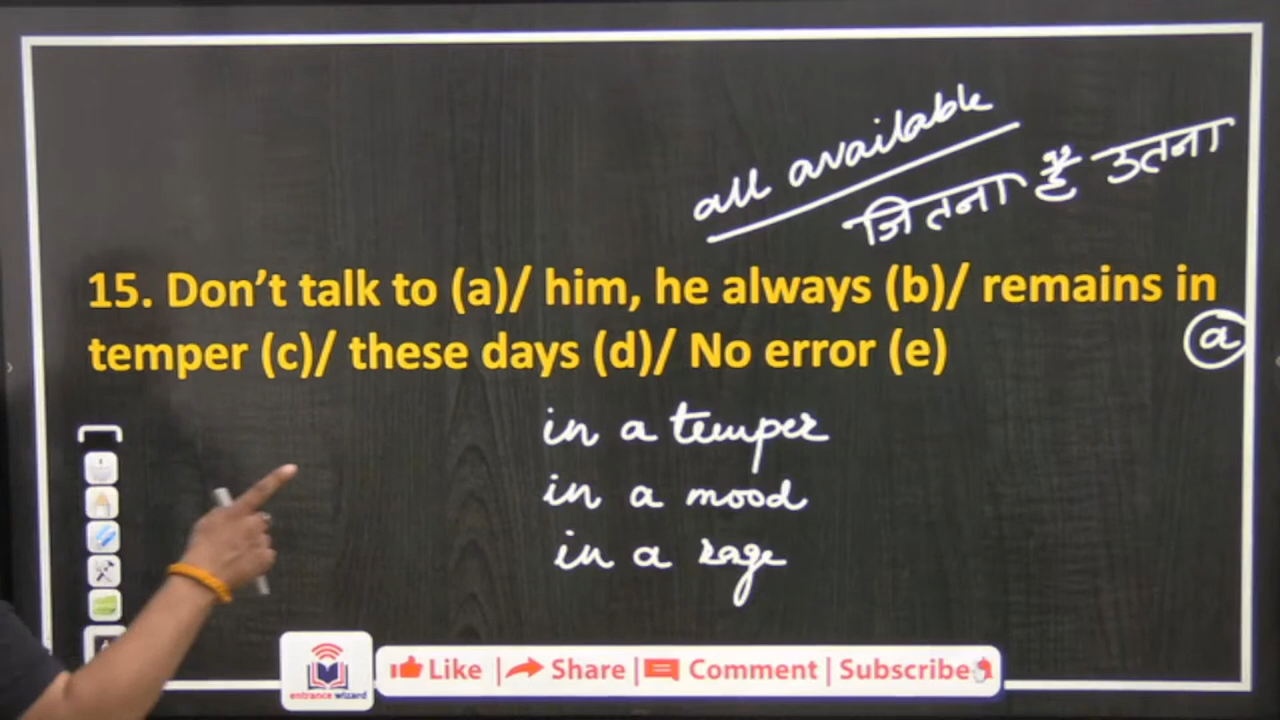 all available
जितना है उतना
15. Don't talk to (a)/ him, he always (b)/ remains in
temper (c)/ these days (d)/ No error (e)
a
in a temper
in a mood
in a rage
entrance wizard
Like | Share | Comment | Subscribe